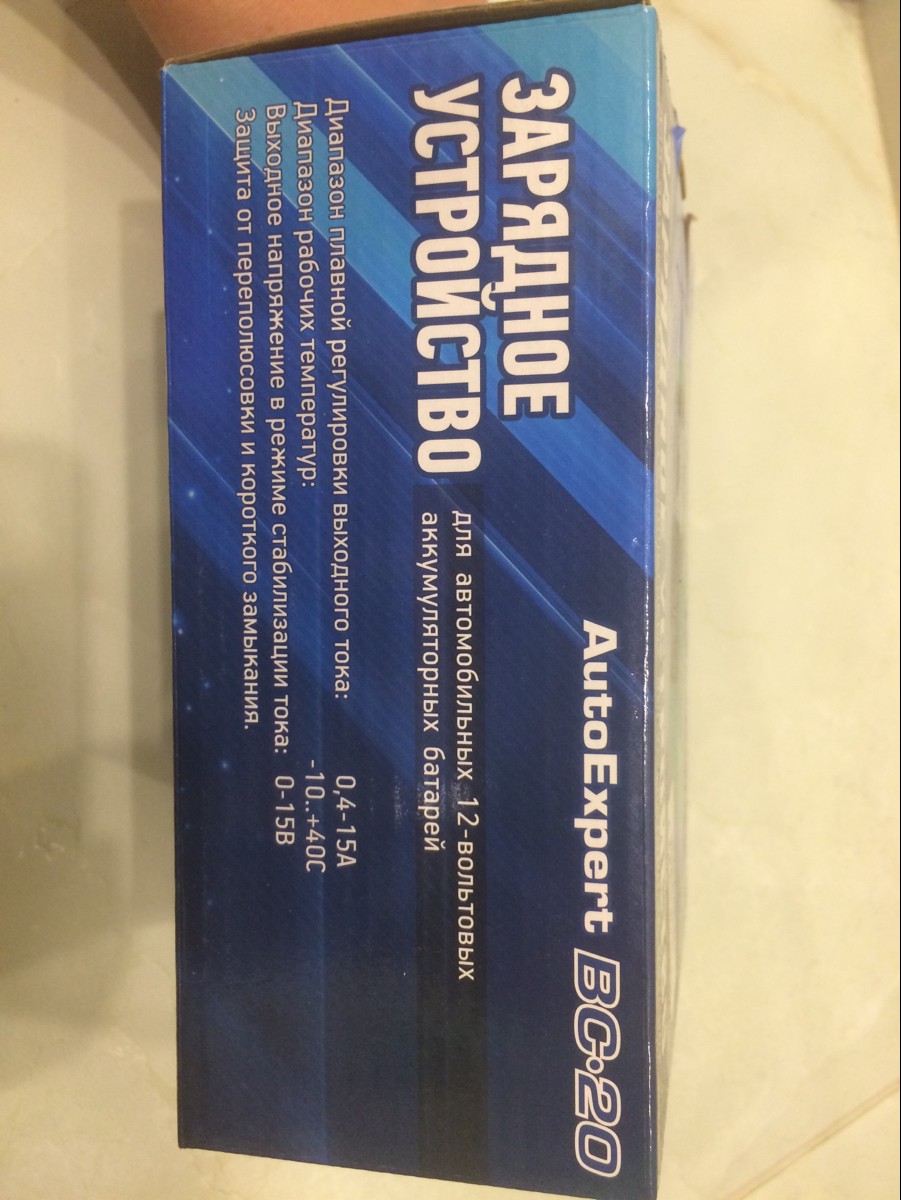 AutoExpert BC-20
ЗАРЯДНОЕ
УСТРОЙСТВО
для автомобильных 12-вольтовых
аккумуляторных батарей
Диапазон плавной регулировки выходного тока: 0,4-15А
Диапазон рабочих температур: -10..+40С
Выходное напряжение в режиме стабилизации тока: 0-15В
Защита от переполюсовки и короткого замыкания.